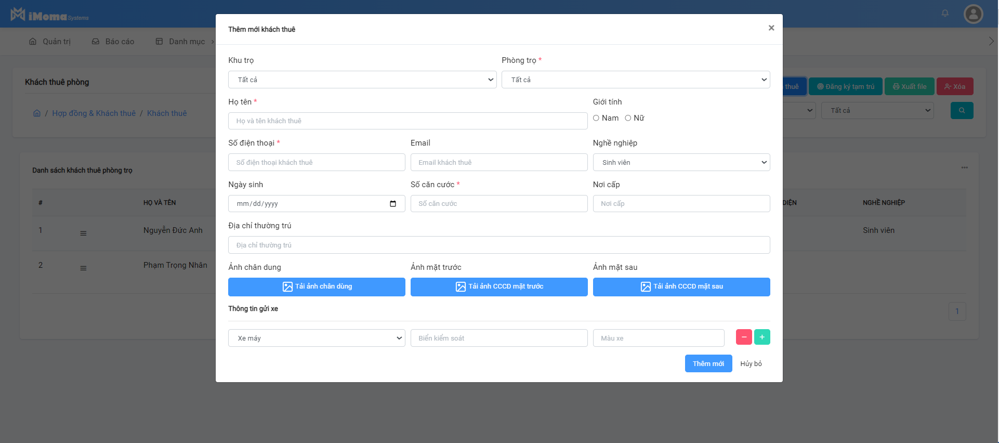 iMoma Systems
Quản trị
Báo cáo
Danh mục
Khách thuê phòng
/ Hợp đồng & Khách thuê / Khách thuê
thuê
Đăng ký tạm trú
Xuất file
Xóa
Tất cả
Danh sách khách thuê phòng trọ
# HỌ VÀ TÊN DIỆN NGHỀ NGHIỆP
1 Nguyễn Đức Anh Sinh viên
2 Phạm Trọng Nhân
1
Thêm mới khách thuê
×
Khu trọ Phòng trọ *
Tất cả Tất cả
Họ tên * Giới tính
Họ và tên khách thuê Nam Nữ
Số điện thoại * Email Nghề nghiệp
Số điện thoại khách thuê Email khách thuê Sinh viên
Ngày sinh Số căn cước * Nơi cấp
mm/dd/yyyy Số căn cước Nơi cấp
Địa chỉ thường trú
Địa chỉ thường trú
Ảnh chân dung Ảnh mặt trước Ảnh mặt sau
Tải ảnh chân dùng Tải ảnh CCCD mặt trước Tải ảnh CCCD mặt sau
Thông tin gửi xe
Xe máy Biển kiểm soát Màu xe − +
Thêm mới Hủy bỏ